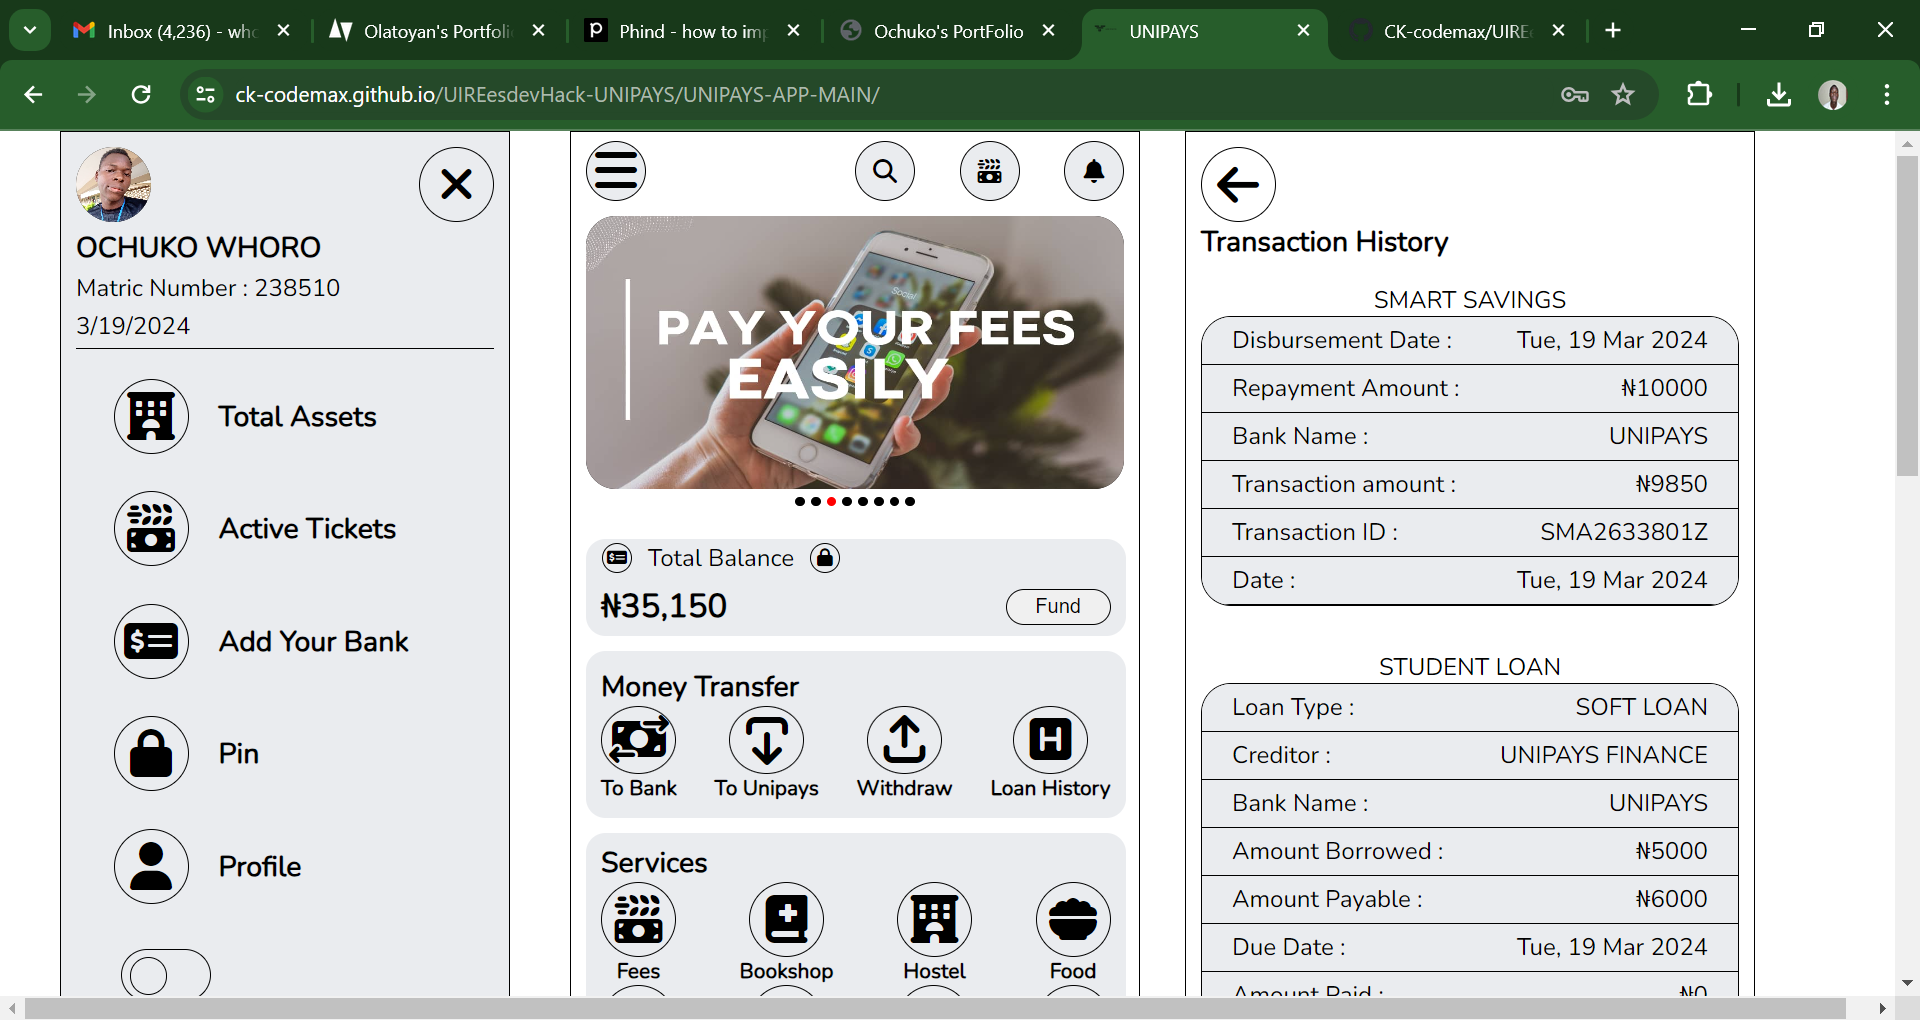 Inbox (4,236) - who
Olatoyan's Portfoli
Phind - how to imp
Ochuko's PortFolio
UNIPAYS
CK-codemax/UIREe
ck-codemax.github.io/UIREesdevHack-UNIPAYS/UNIPAYS-APP-MAIN/
OCHUKO WHORO
Matric Number : 238510
3/19/2024
Total Assets
Active Tickets
Add Your Bank
Pin
Profile
Social
PAY YOUR FEES
EASILY
Total Balance
₦35,150
Fund
Money Transfer
To Bank
To Unipays
Withdraw
H
Loan History
Services
Fees
Bookshop
Hostel
Food
Transaction History
SMART SAVINGS
Disbursement Date : Tue, 19 Mar 2024
Repayment Amount : ₦10000
Bank Name : UNIPAYS
Transaction amount : ₦9850
Transaction ID : SMA2633801Z
Date : Tue, 19 Mar 2024
STUDENT LOAN
Loan Type : SOFT LOAN
Creditor : UNIPAYS FINANCE
Bank Name : UNIPAYS
Amount Borrowed : ₦5000
Amount Payable : ₦6000
Due Date : Tue, 19 Mar 2024
Amount Paid : ₦0